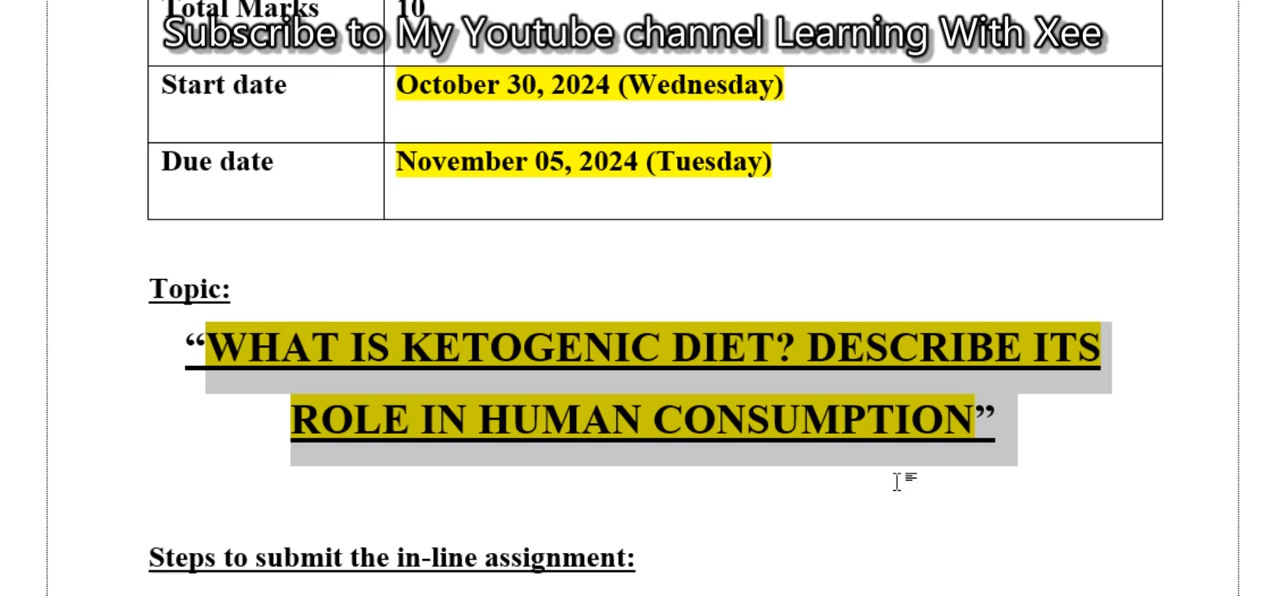 Total Marks 10
Subscribe to My Youtube channel Learning With Xee
Start date October 30, 2024 (Wednesday)
Due date November 05, 2024 (Tuesday)
Topic:
“WHAT IS KETOGENIC DIET? DESCRIBE ITS
ROLE IN HUMAN CONSUMPTION”
Steps to submit the in-line assignment: